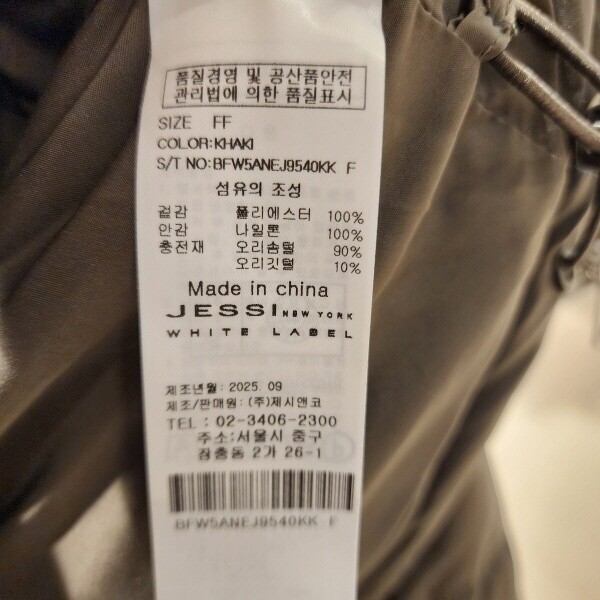 품질경영 및 공산품안전
관리법에 의한 품질표시
SIZE FF
COLOR:KHAKI
S/T NO:BFW5ANEJ9540KK F
섬유의 조성
겉감 폴리에스터 100%
안감 나일론 100%
충전재 오리솜털 90%
오리깃털 10%
Made in china
JESSI NEW YORK
WHITE LABEL
제조년월: 2025. 09
제조/판매원 : (주)제시앤코
TEL : 02-3406-2300
주소:서울시 중구
장충동 2가 26-1
BFW5ANEJ9540KK F